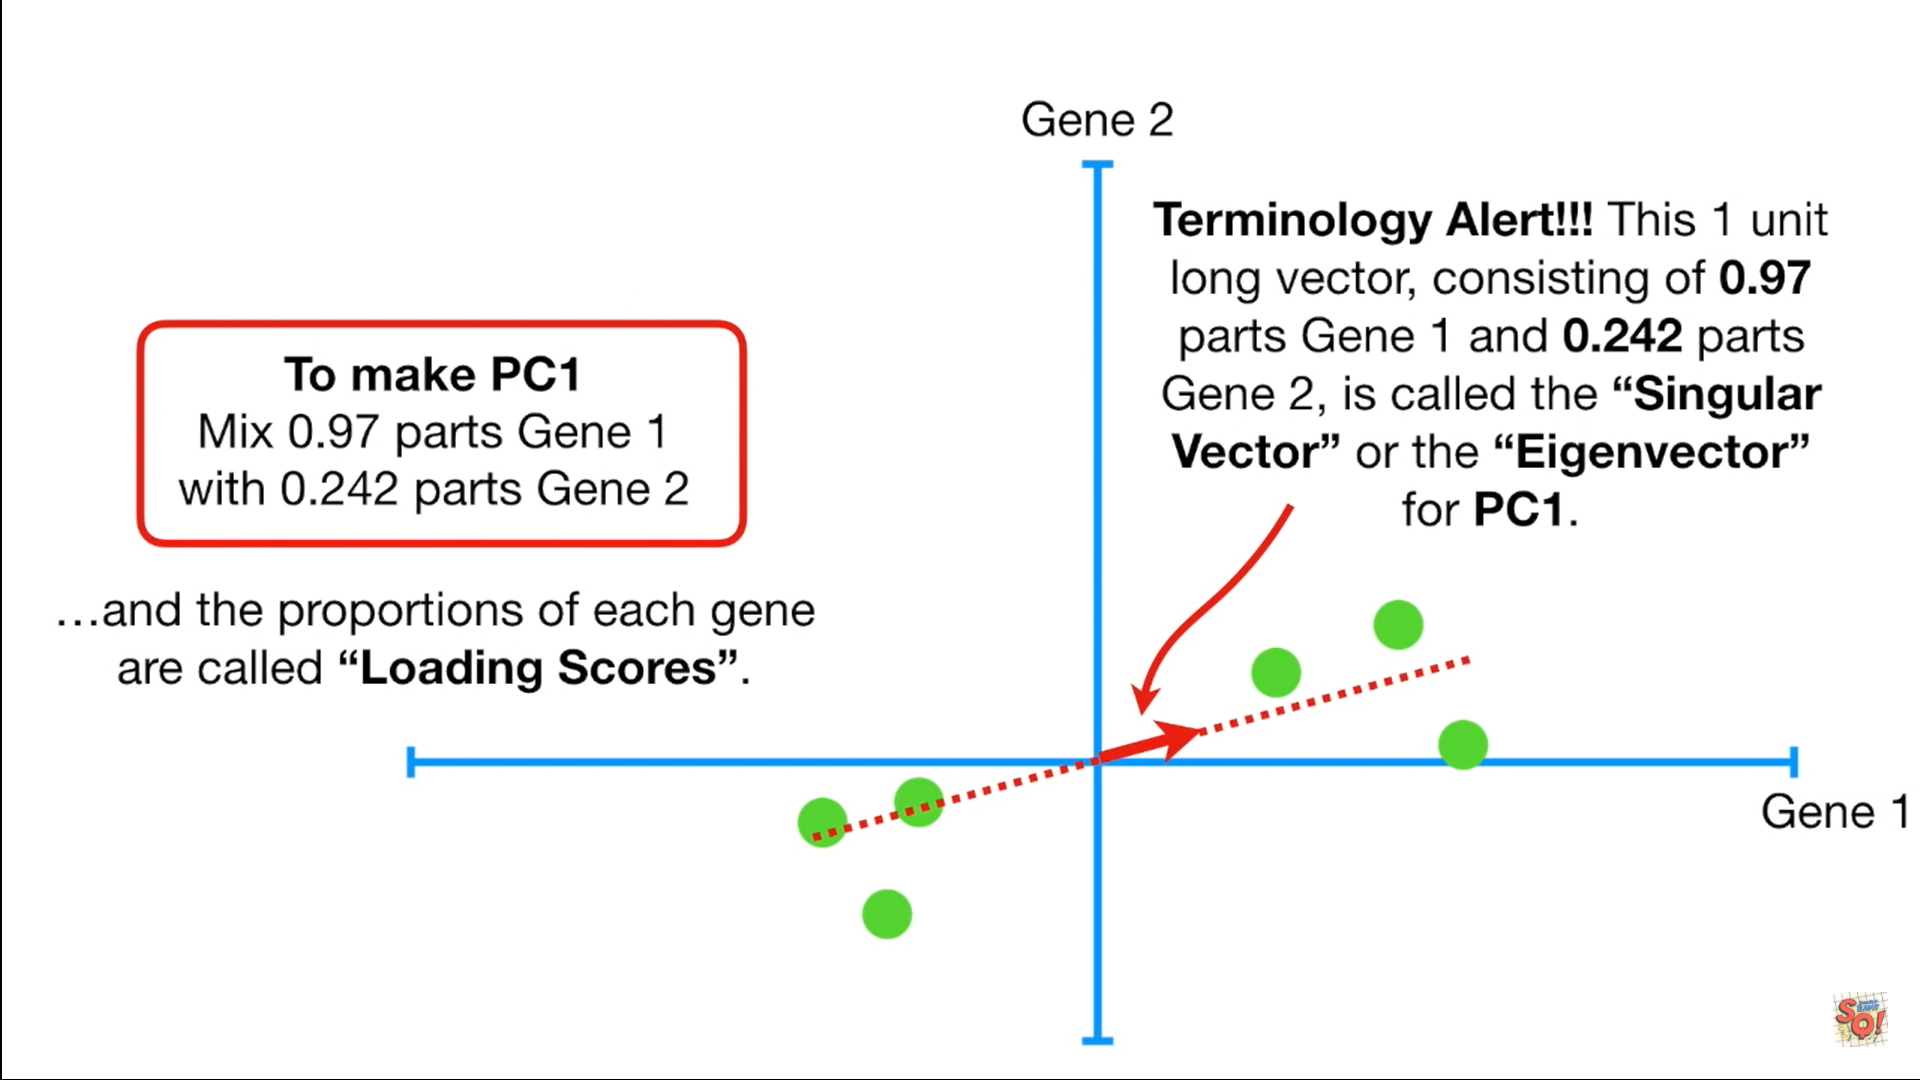 Gene 2
Terminology Alert!!! This 1 unit
long vector, consisting of 0.97
parts Gene 1 and 0.242 parts
Gene 2, is called the “Singular
Vector” or the “Eigenvector”
for PC1.
To make PC1
Mix 0.97 parts Gene 1
with 0.242 parts Gene 2
…and the proportions of each gene
are called “Loading Scores”.
Gene 1
SQ!